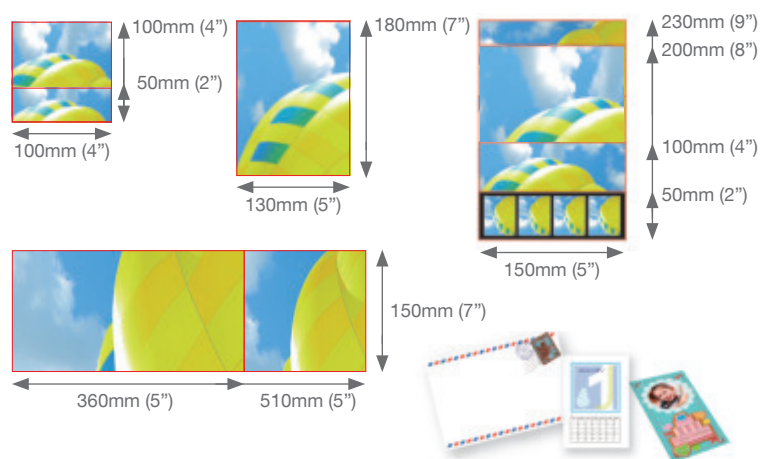 100mm (4”)
50mm (2”)
100mm (4”)
180mm (7”)
130mm (5”)
230mm (9”)
200mm (8”)
100mm (4”)
50mm (2”)
150mm (5”)
150mm (7”)
360mm (5”)
510mm (5”)
1